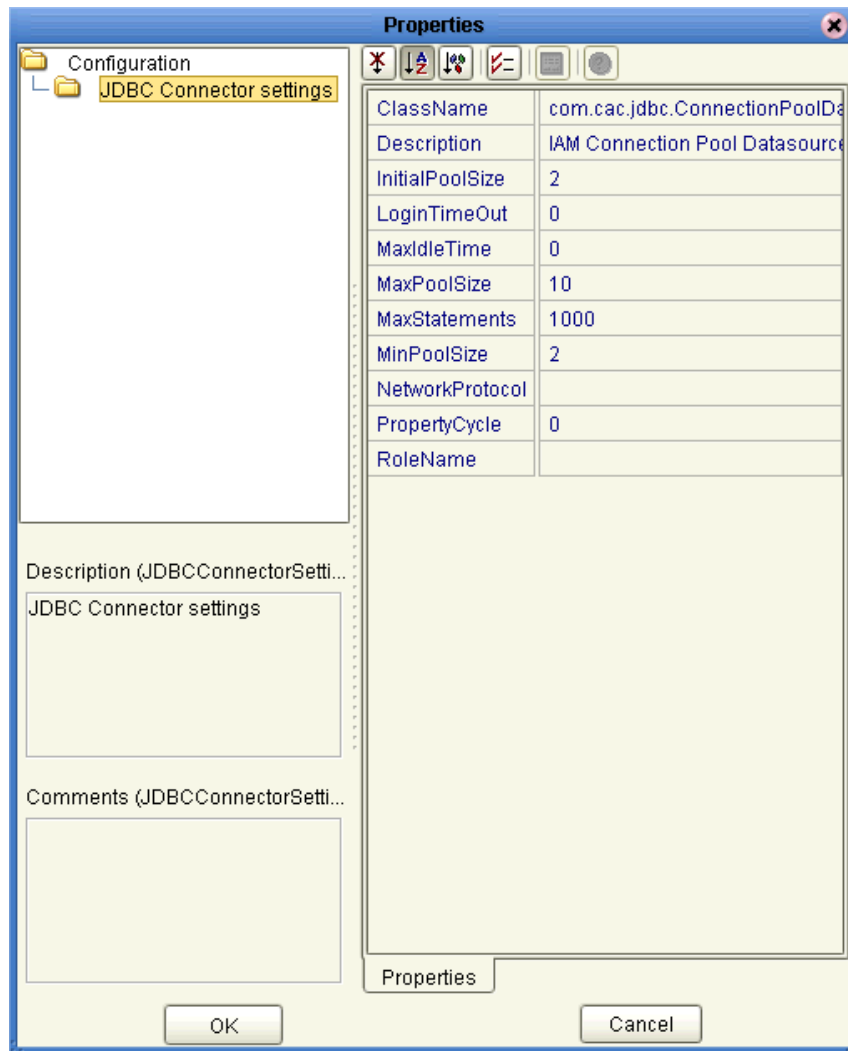 Properties
Configuration
JDBC Connector settings
ClassName com.cac.jdbc.ConnectionPoolDa
Description IAM Connection Pool Datasource
InitialPoolSize 2
LoginTimeOut 0
MaxIdleTime 0
MaxPoolSize 10
MaxStatements 1000
MinPoolSize 2
NetworkProtocol
PropertyCycle 0
RoleName
Description (JDBCConnectorSetti...
JDBC Connector settings
Comments (JDBCConnectorSetti...
Properties
OK Cancel